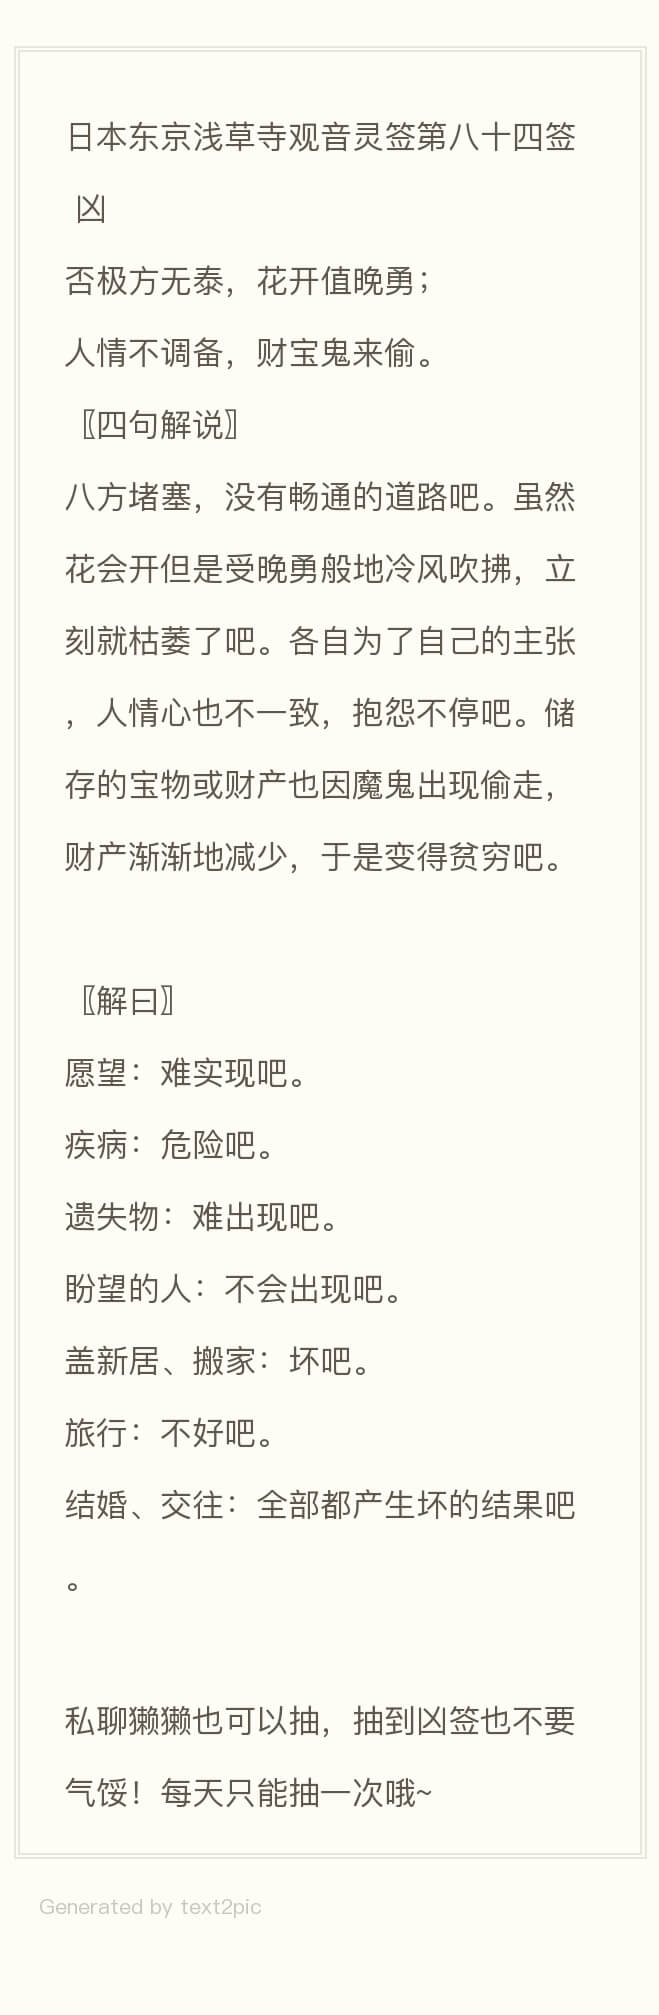 日本东京浅草寺观音灵签第八十四签
凶
否极方无泰，花开值晚勇；
人情不调备，财宝鬼来偷。
〖四句解说〗
八方堵塞，没有畅通的道路吧。虽然
花会开但是受晚勇般地冷风吹拂，立
刻就枯萎了吧。各自为了自己的主张
，人情心也不一致，抱怨不停吧。储
存的宝物或财产也因魔鬼出现偷走，
财产渐渐地减少，于是变得贫穷吧。
〖解曰〗
愿望：难实现吧。
疾病：危险吧。
遗失物：难出现吧。
盼望的人：不会出现吧。
盖新居、搬家：坏吧。
旅行：不好吧。
结婚、交往：全部都产生坏的结果吧
。
私聊獭獭也可以抽，抽到凶签也不要
气馁！每天只能抽一次哦~
Generated by text2pic